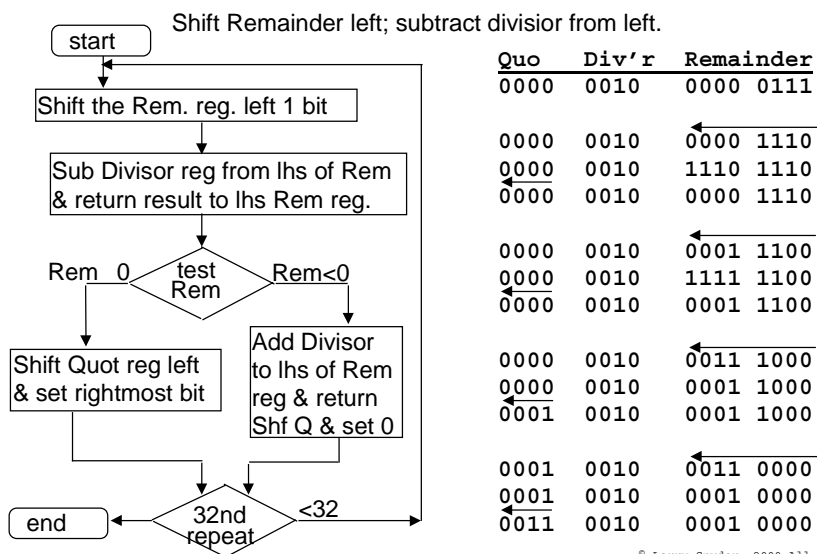 Shift Remainder left; subtract divisior from left.
start
Shift the Rem. reg. left 1 bit
Sub Divisor reg from lhs of Rem
& return result to lhs Rem reg.
test
Rem
Rem 0
Rem<0
Shift Quot reg left
& set rightmost bit
Add Divisor
to lhs of Rem
reg & return
Shf Q & set 0
32nd
repeat
<32
end
Quo Div’r Remainder
0000 0010 0000 0111
0000 0010 0000 1110
0000 0010 1110 1110
0000 0010 0000 1110
0000 0010 0001 1100
0000 0010 1111 1100
0000 0010 0001 1100
0000 0010 0011 1000
0000 0010 0001 1000
0001 0010 0001 1000
0001 0010 0011 0000
0001 0010 0001 0000
0011 0010 0001 0000